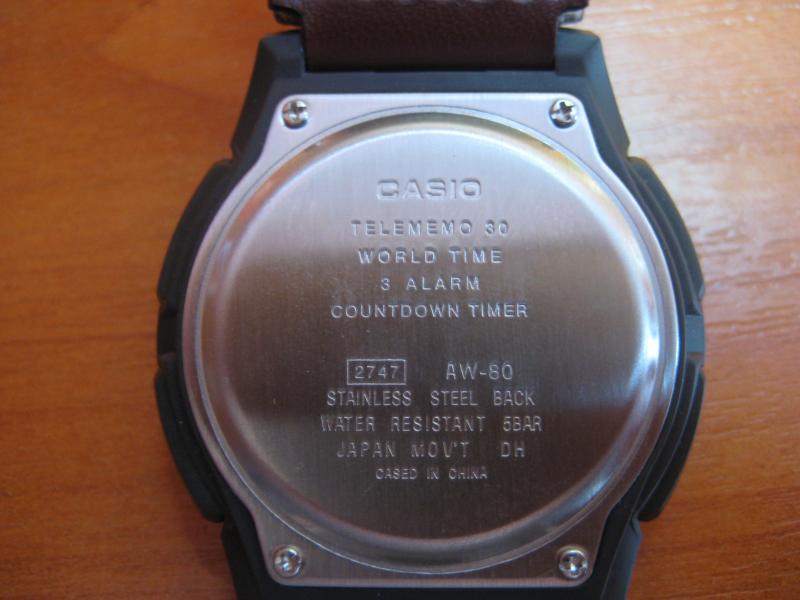 CASIO
TELEMEMO 30
WORLD TIME
3 ALARM
COUNTDOWN TIMER
2747 AW-80
STAINLESS STEEL BACK
WATER RESISTANT 5BAR
JAPAN MOV'T DH
CASED IN CHINA